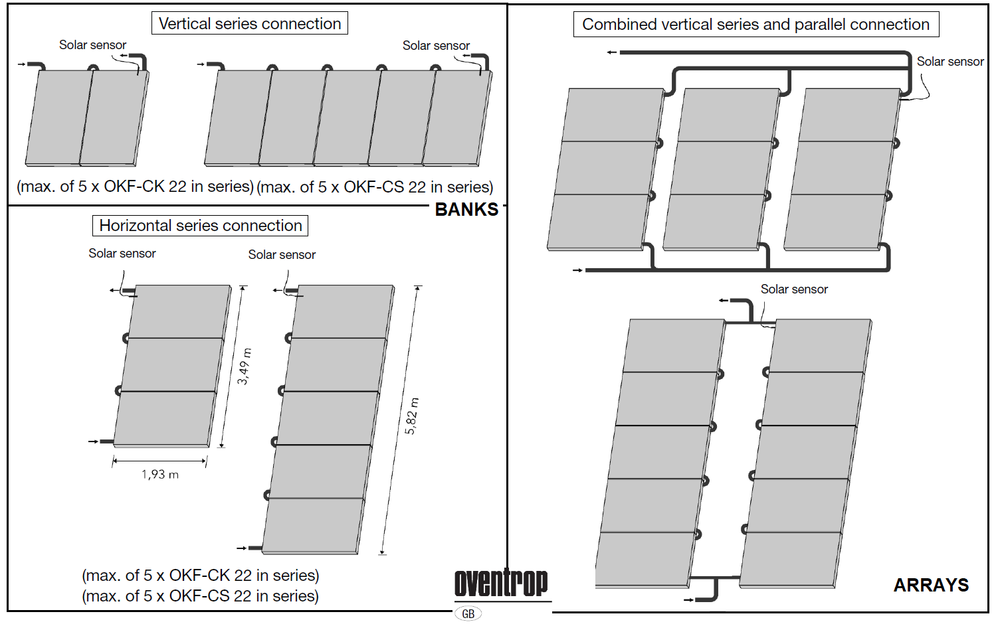 Vertical series connection
Solar sensor
Solar sensor
(max. of 5 x OKF-CK 22 in series)
(max. of 5 x OKF-CS 22 in series)
BANKS
Horizontal series connection
Solar sensor
Solar sensor
3,49 m
1,93 m
5,82 m
(max. of 5 x OKF-CK 22 in series)
(max. of 5 x OKF-CS 22 in series)
Combined vertical series and parallel connection
Solar sensor
Solar sensor
ARRAYS
oventrop
GB